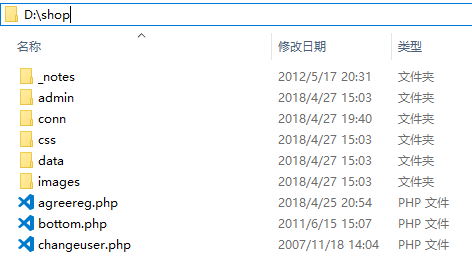 D:\shop
名称 修改日期 类型
_notes 2012/5/17 20:31 文件夹
admin 2018/4/27 15:03 文件夹
conn 2018/4/27 19:40 文件夹
css 2018/4/27 15:03 文件夹
data 2018/4/27 15:03 文件夹
images 2018/4/27 15:03 文件夹
agreereg.php 2018/4/25 20:54 PHP 文件
bottom.php 2011/6/15 15:07 PHP 文件
changeuser.php 2007/11/18 14:04 PHP 文件